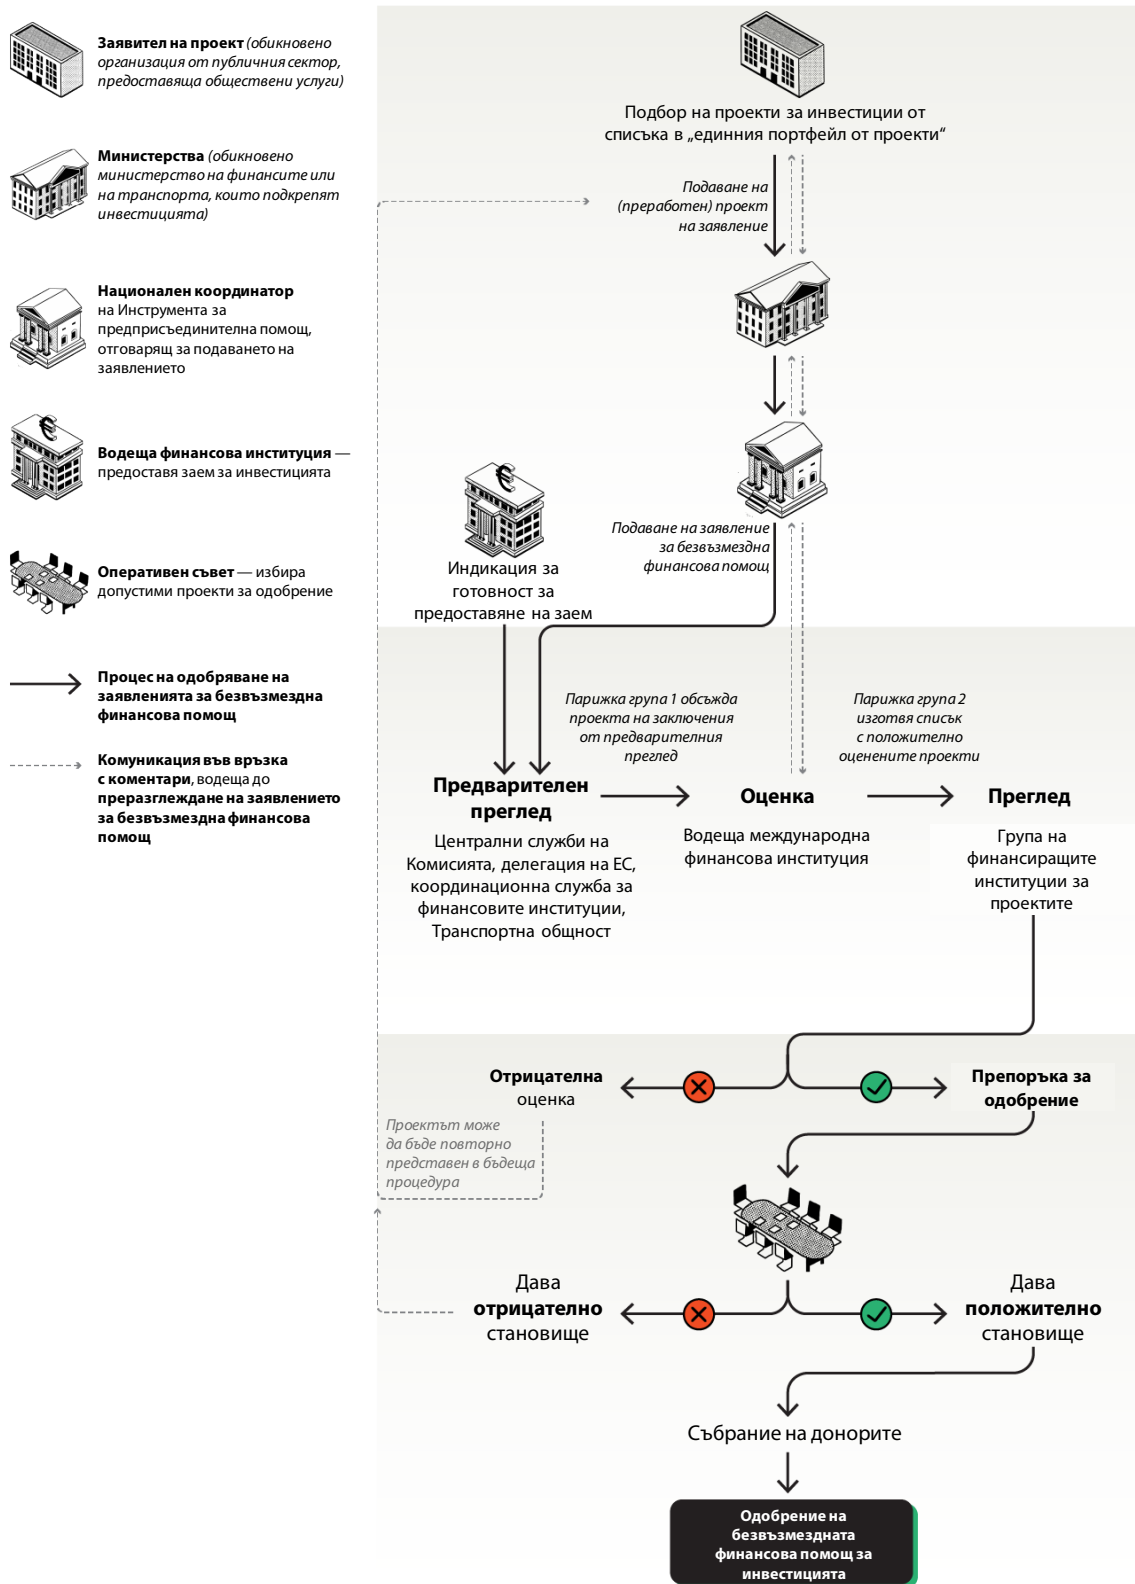 Заявител на проект (обикновено
организация от публичния сектор,
предоставяща обществени услуги)
Министерства (обикновено
министерство на финансите или
на транспорта, които подкрепят
инвестицията)
Национален координатор
на Инструмента за
предприсъединителна помощ,
отговарящ за подаването на
заявлението
Водеща финансова институция —
предоставя заем за инвестицията
Оперативен съвет — избира
допустими проекти за одобрение
Процес на одобряване на
заявленията за безвъзмездна
финансова помощ
Комуникация във връзка
с коментари, водеща до
преразглеждане на заявлението
за безвъзмездна финансова
помощ
Подбор на проекти за инвестиции от
списъка в „единния портфейл от проекти“
Подаване на
(преработен) проект
на заявление
Подаване на заявление
за безвъзмездна
финансова помощ
Индикация за
готовност за
предоставяне на заем
Парижка група 1 обсъжда
проекта на заключения
от предварителния
преглед
Парижка група 2
изготвя списък
с положително
оценените проекти
Предварителен
преглед
Централни служби на
Комисията, делегация на ЕС,
координационна служба за
финансовите институции,
Транспортна общност
Оценка
Водеща международна
финансова институция
Преглед
Група на
финансиращите
институции за
проектите
Отрицателна
оценка
Проектът може
да бъде повторно
представен в бъдеща
процедура
Препоръка за
одобрение
Дава
отрицателно
становище
Дава
положително
становище
Събрание на донорите
Одобрение на
безвъзмездната
финансова помощ за
инвестицията